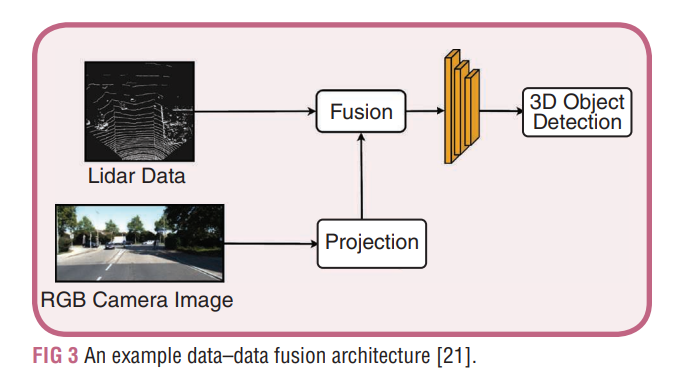 Lidar Data
Fusion
3D Object
Detection
RGB Camera Image
Projection
FIG 3 An example data–data fusion architecture [21].